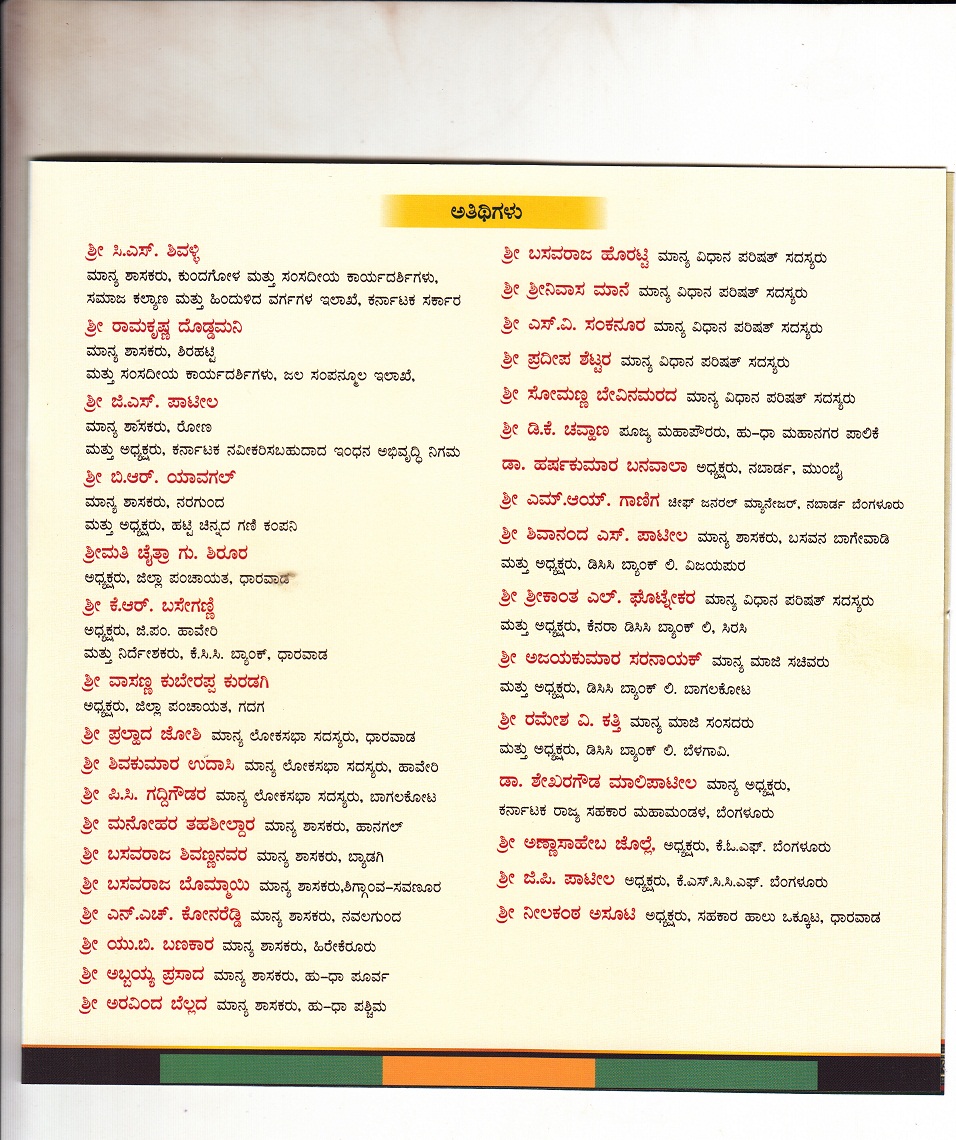 ಅತಿಥಿಗಳು
ಶ್ರೀ ಸಿ.ಎಸ್. ಶಿವಳ್ಳಿ
ಮಾನ್ಯ ಶಾಸಕರು, ಕುಂದಗೋಳ ಮತ್ತು ಸಂಸದೀಯ ಕಾರ್ಯದರ್ಶಿಗಳು,
ಸಮಾಜ ಕಲ್ಯಾಣ ಮತ್ತು ಹಿಂದುಳಿದ ವರ್ಗಗಳ ಇಲಾಖೆ, ಕರ್ನಾಟಕ ಸರ್ಕಾರ
ಶ್ರೀ ರಾಮಕೃಷ್ಣ ದೊಡ್ಡಮನಿ
ಮಾನ್ಯ ಶಾಸಕರು, ಶಿರಹಟ್ಟಿ
ಮತ್ತು ಸಂಸದೀಯ ಕಾರ್ಯದರ್ಶಿಗಳು, ಜಲ ಸಂಪನ್ಮೂಲ ಇಲಾಖೆ,
ಶ್ರೀ ಜಿ.ಎಸ್. ಪಾಟೀಲ
ಮಾನ್ಯ ಶಾಸಕರು, ರೋಣ
ಮತ್ತು ಅಧ್ಯಕ್ಷರು, ಕರ್ನಾಟಕ ನವೀಕರಿಸಬಹುದಾದ ಇಂಧನ ಅಭಿವೃದ್ಧಿ ನಿಗಮ
ಶ್ರೀ ಬಿ.ಆರ್. ಯಾವಗಲ್
ಮಾನ್ಯ ಶಾಸಕರು, ನರಗುಂದ
ಮತ್ತು ಅಧ್ಯಕ್ಷರು, ಹಟ್ಟಿ ಚಿನ್ನದ ಗಣಿ ಕಂಪನಿ
ಶ್ರೀಮತಿ ಚೈತ್ರಾ ಗು. ಶಿರೂರ
ಅಧ್ಯಕ್ಷರು, ಜಿಲ್ಲಾ ಪಂಚಾಯತ, ಧಾರವಾಡ
ಶ್ರೀ ಕೆ.ಆರ್. ಬಸೇಗಣ್ಣಿ
ಅಧ್ಯಕ್ಷರು, ಜಿ.ಪಂ. ಹಾವೇರಿ
ಮತ್ತು ನಿರ್ದೇಶಕರು, ಕೆ.ಸಿ.ಸಿ. ಬ್ಯಾಂಕ್, ಧಾರವಾಡ
ಶ್ರೀ ವಾಸಣ್ಣ ಕುಬೇರಪ್ಪ ಕುರಡಗಿ
ಅಧ್ಯಕ್ಷರು, ಜಿಲ್ಲಾ ಪಂಚಾಯತ, ಗದಗ
ಶ್ರೀ ಪ್ರಲ್ಹಾದ ಜೋಶಿ ಮಾನ್ಯ ಲೋಕಸಭಾ ಸದಸ್ಯರು, ಧಾರವಾಡ
ಶ್ರೀ ಶಿವಕುಮಾರ ಉದಾಸಿ ಮಾನ್ಯ ಲೋಕಸಭಾ ಸದಸ್ಯರು, ಹಾವೇರಿ
ಶ್ರೀ ಪಿ.ಸಿ. ಗದ್ದಿಗೌಡರ ಮಾನ್ಯ ಲೋಕಸಭಾ ಸದಸ್ಯರು, ಬಾಗಲಕೋಟ
ಶ್ರೀ ಮನೋಹರ ತಹಶೀಲ್ದಾರ ಮಾನ್ಯ ಶಾಸಕರು, ಹಾನಗಲ್
ಶ್ರೀ ಬಸವರಾಜ ಶಿವಣ್ಣನವರ ಮಾನ್ಯ ಶಾಸಕರು, ಬ್ಯಾಡಗಿ
ಶ್ರೀ ಬಸವರಾಜ ಬೊಮ್ಮಾಯಿ ಮಾನ್ಯ ಶಾಸಕರು,ಶಿಗ್ಗಾಂವ-ಸವಣೂರ
ಶ್ರೀ ಎನ್.ಎಚ್. ಕೋನರೆಡ್ಡಿ ಮಾನ್ಯ ಶಾಸಕರು, ನವಲಗುಂದ
ಶ್ರೀ ಯು.ಬಿ. ಬಣಕಾರ ಮಾನ್ಯ ಶಾಸಕರು, ಹಿರೇಕೆರೂರು
ಶ್ರೀ ಅಬ್ಬಯ್ಯ ಪ್ರಸಾದ ಮಾನ್ಯ ಶಾಸಕರು, ಹು-ಧಾ ಪೂರ್ವ
ಶ್ರೀ ಅರವಿಂದ ಬೆಲ್ಲದ ಮಾನ್ಯ ಶಾಸಕರು, ಹು-ಧಾ ಪಶ್ಚಿಮ
ಶ್ರೀ ಬಸವರಾಜ ಹೊರಟ್ಟಿ ಮಾನ್ಯ ವಿಧಾನ ಪರಿಷತ್ ಸದಸ್ಯರು
ಶ್ರೀ ಶ್ರೀನಿವಾಸ ಮಾನೆ ಮಾನ್ಯ ವಿಧಾನ ಪರಿಷತ್ ಸದಸ್ಯರು
ಶ್ರೀ ಎಸ್.ವಿ. ಸಂಕನೂರ ಮಾನ್ಯ ವಿಧಾನ ಪರಿಷತ್ ಸದಸ್ಯರು
ಶ್ರೀ ಪ್ರದೀಪ ಶೆಟ್ಟರ ಮಾನ್ಯ ವಿಧಾನ ಪರಿಷತ್ ಸದಸ್ಯರು
ಶ್ರೀ ಸೋಮಣ್ಣ ಬೇವಿನಮರದ ಮಾನ್ಯ ವಿಧಾನ ಪರಿಷತ್ ಸದಸ್ಯರು
ಶ್ರೀ ಡಿ.ಕೆ. ಚವ್ಹಾಣ ಪೂಜ್ಯ ಮಹಾಪೌರರು, ಹು-ಧಾ ಮಹಾನಗರ ಪಾಲಿಕೆ
ಡಾ. ಹರ್ಷಕುಮಾರ ಬನವಾಲಾ ಅಧ್ಯಕ್ಷರು, ನಬಾರ್ಡ, ಮುಂಬೈ
ಶ್ರೀ ಎಮ್.ಆಯ್. ಗಾಣಿಗ ಚೀಫ್ ಜನರಲ್ ಮ್ಯಾನೇಜರ್, ನಬಾರ್ಡ ಬೆಂಗಳೂರು
ಶ್ರೀ ಶಿವಾನಂದ ಎಸ್. ಪಾಟೀಲ ಮಾನ್ಯ ಶಾಸಕರು, ಬಸವನ ಬಾಗೇವಾಡಿ
ಮತ್ತು ಅಧ್ಯಕ್ಷರು, ಡಿಸಿಸಿ ಬ್ಯಾಂಕ್ ಲಿ. ವಿಜಯಪುರ
ಶ್ರೀ ಶ್ರೀಕಾಂತ ಎಲ್. ಘೊಟ್ನೇಕರ ಮಾನ್ಯ ವಿಧಾನ ಪರಿಷತ್ ಸದಸ್ಯರು
ಮತ್ತು ಅಧ್ಯಕ್ಷರು, ಕೆನರಾ ಡಿಸಿಸಿ ಬ್ಯಾಂಕ್ ಲಿ, ಸಿರಸಿ
ಶ್ರೀ ಅಜಯಕುಮಾರ ಸರನಾಯಕ್ ಮಾನ್ಯ ಮಾಜಿ ಸಚಿವರು
ಮತ್ತು ಅಧ್ಯಕ್ಷರು, ಡಿಸಿಸಿ ಬ್ಯಾಂಕ್ ಲಿ. ಬಾಗಲಕೋಟ
ಶ್ರೀ ರಮೇಶ ವಿ. ಕತ್ತಿ ಮಾನ್ಯ ಮಾಜಿ ಸಂಸದರು
ಮತ್ತು ಅಧ್ಯಕ್ಷರು, ಡಿಸಿಸಿ ಬ್ಯಾಂಕ್ ಲಿ. ಬೆಳಗಾವಿ.
ಡಾ. ಶೇಖರಗೌಡ ಮಾಲಿಪಾಟೀಲ ಮಾನ್ಯ ಅಧ್ಯಕ್ಷರು,
ಕರ್ನಾಟಕ ರಾಜ್ಯ ಸಹಕಾರ ಮಹಾಮಂಡಳ, ಬೆಂಗಳೂರು
ಶ್ರೀ ಅಣ್ಣಾಸಾಹೇಬ ಜೊಲ್ಲೆ, ಅಧ್ಯಕ್ಷರು, ಕೆ.ಓ.ಎಫ್. ಬೆಂಗಳೂರು
ಶ್ರೀ ಜಿ.ಪಿ. ಪಾಟೀಲ ಅಧ್ಯಕ್ಷರು, ಕೆ.ಎಸ್.ಸಿ.ಸಿ.ಎಫ್. ಬೆಂಗಳೂರು
ಶ್ರೀ ನೀಲಕಂಠ ಅಸೂಟಿ ಅಧ್ಯಕ್ಷರು, ಸಹಕಾರ ಹಾಲು ಒಕ್ಕೂಟ, ಧಾರವಾಡ